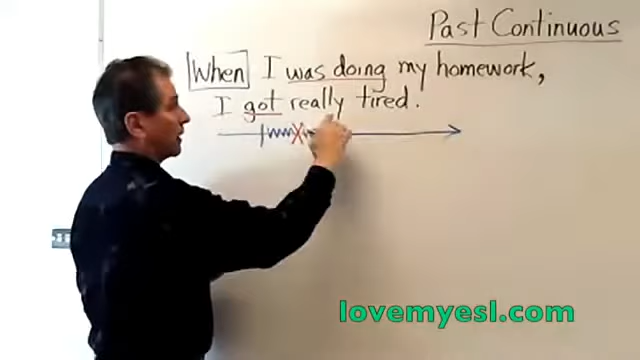 Past Continuous
When I was doing my homework,
I got really tired.
lovemyesl.com